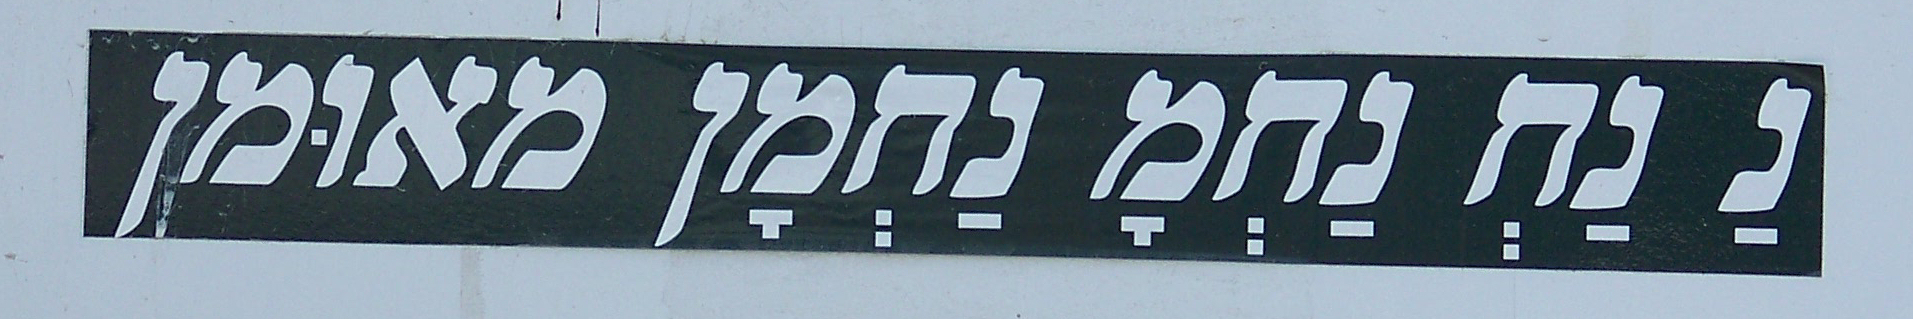 נַ נַחְ נַחְמָ נַחְמָן מאוּמן